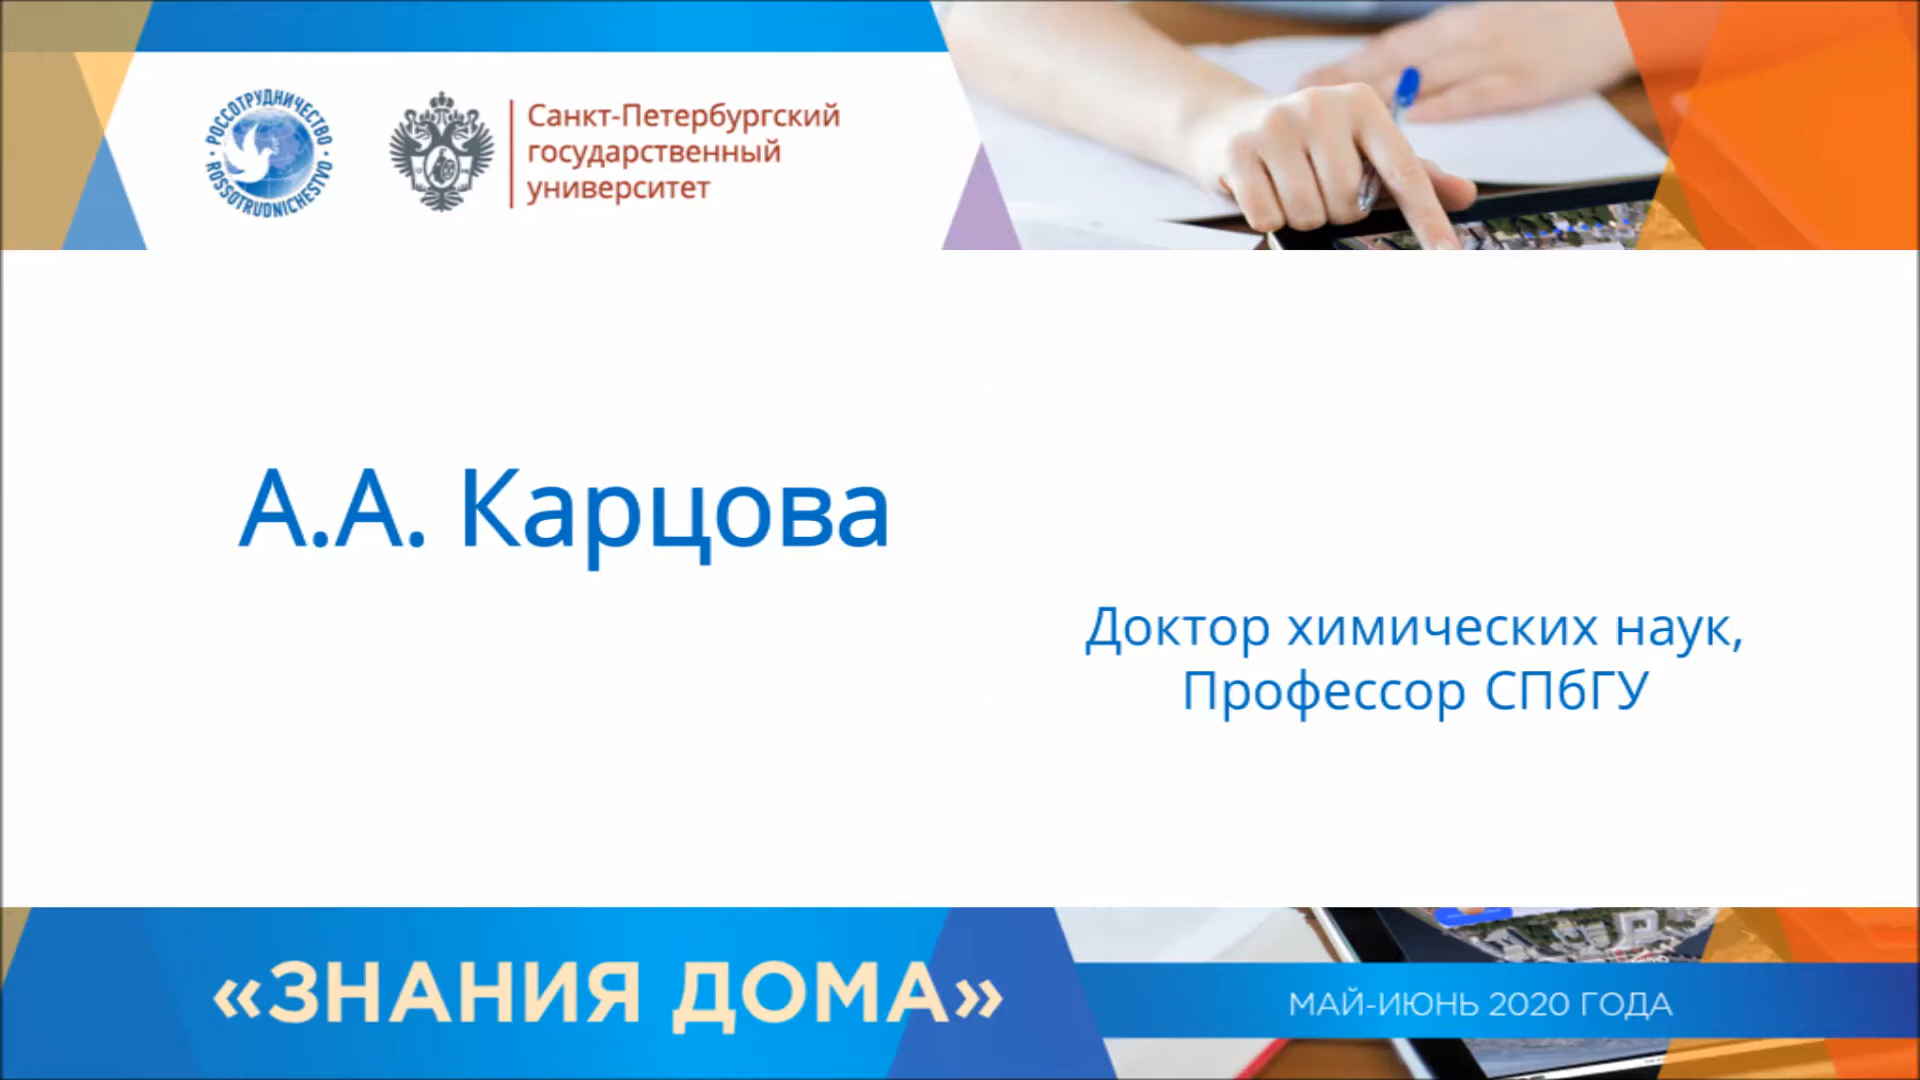 РОССОТРУДНИЧЕСТВО
ROSSOTRUDNICHESTVO
Санкт-Петербургский
государственный
университет
А.А. Карцова
Доктор химических наук,
Профессор СПбГУ
«ЗНАНИЯ ДОМА»
МАЙ-ИЮНЬ 2020 ГОДА